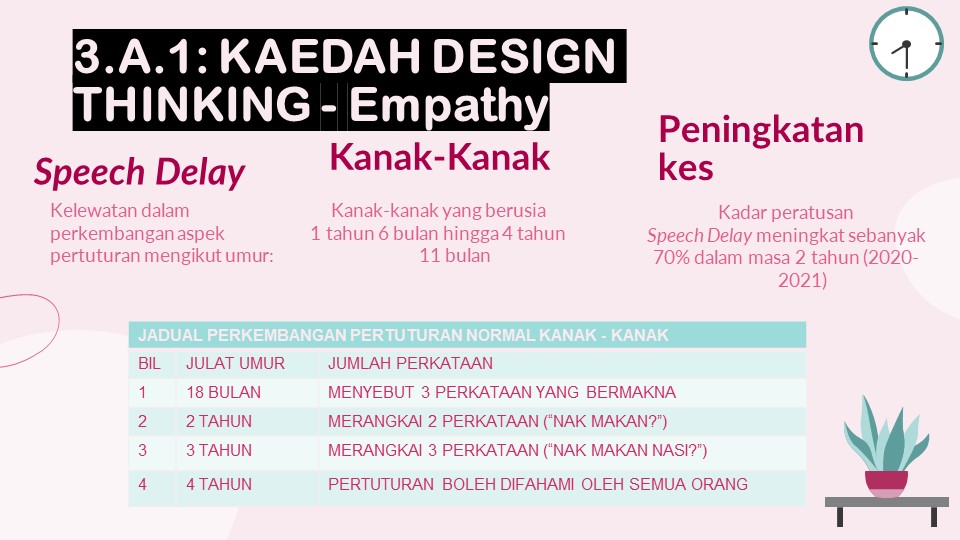 3.A.1: KAEDAH DESIGN
THINKING - Empathy
Speech Delay
Kelewatan dalam
perkembangan aspek
pertuturan mengikut umur:
Kanak-Kanak
Kanak-kanak yang berusia
1 tahun 6 bulan hingga 4 tahun
11 bulan
Peningkatan
kes
Kadar peratusan
Speech Delay meningkat sebanyak
70% dalam masa 2 tahun (2020-
2021)
JADUAL PERKEMBANGAN PERTUTURAN NORMAL KANAK - KANAK
BIL JULAT UMUR JUMLAH PERKATAAN
1 18 BULAN MENYEBUT 3 PERKATAAN YANG BERMAKNA
2 2 TAHUN MERANGKAI 2 PERKATAAN (“NAK MAKAN?”)
3 3 TAHUN MERANGKAI 3 PERKATAAN (“NAK MAKAN NASI?”)
4 4 TAHUN PERTUTURAN BOLEH DIFAHAMI OLEH SEMUA ORANG